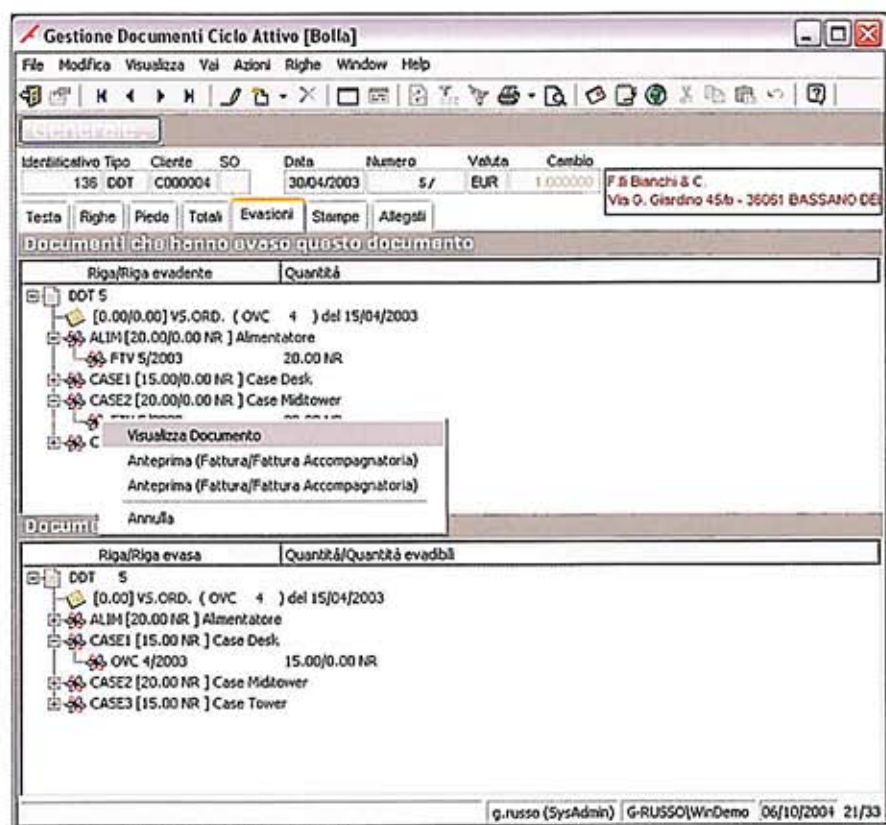 Gestione Documenti Ciclo Attivo [Bolla]
File Modifica Visualizza Vai Azioni Righe Window Help
Generale
Identificativo Tipo Cliente SO Data Numero Valuta Cambio
136 DDT C000004 30/04/2003 5/ EUR 1.000000
F.lli Bianchi & C.
Via G. Giardino 45/b - 36061 BASSANO DEL
Testa Righe Piede Totali Evasioni Stampe Allegati
Documenti che hanno evaso questo documento
Riga/Riga evadente Quantità
DDT 5
[0.00/0.00] VS.ORD. ( OVC 4 ) del 15/04/2003
ALIM [20.00/0.00 NR ] Alimentatore
FTV 5/2003 20.00 NR
CASE1 [15.00/0.00 NR ] Case Desk
CASE2 [20.00/0.00 NR ] Case Miditower
C
Visualizza Documento
Anteprima (Fattura/Fattura Accompagnatoria)
Anteprima (Fattura/Fattura Accompagnatoria)
Annulla
Docum
Riga/Riga evasa Quantità/Quantità evadibili
DDT 5
[0.00] VS.ORD. ( OVC 4 ) del 15/04/2003
ALIM [20.00 NR ] Alimentatore
CASE1 [15.00 NR ] Case Desk
OVC 4/2003 15.00/0.00 NR
CASE2 [20.00 NR ] Case Miditower
CASE3 [15.00 NR ] Case Tower
g.russo (SysAdmin) G-RUSSO\WinDemo 06/10/2004 21/33